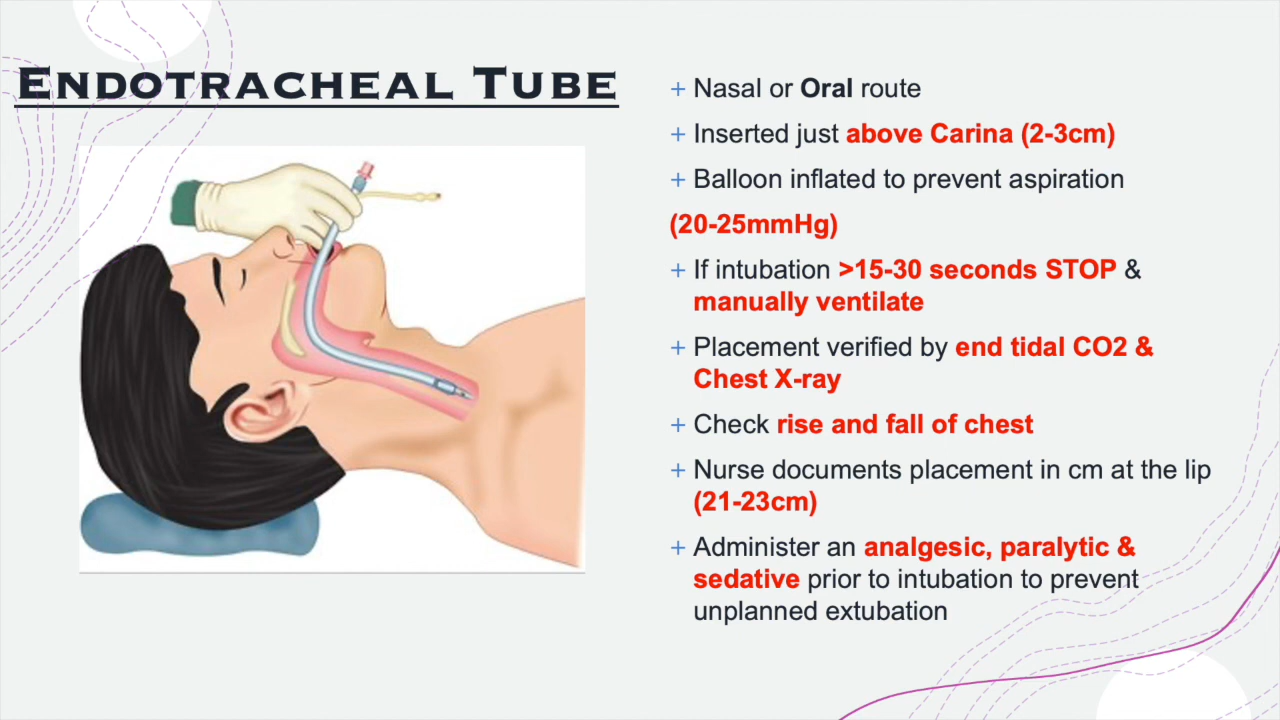 ENDOTRACHEAL TUBE
+ Nasal or Oral route
+ Inserted just above Carina (2-3cm)
+ Balloon inflated to prevent aspiration
(20-25mmHg)
+ If intubation >15-30 seconds STOP &
manually ventilate
+ Placement verified by end tidal CO2 &
Chest X-ray
+ Check rise and fall of chest
+ Nurse documents placement in cm at the lip
(21-23cm)
+ Administer an analgesic, paralytic &
sedative prior to intubation to prevent
unplanned extubation